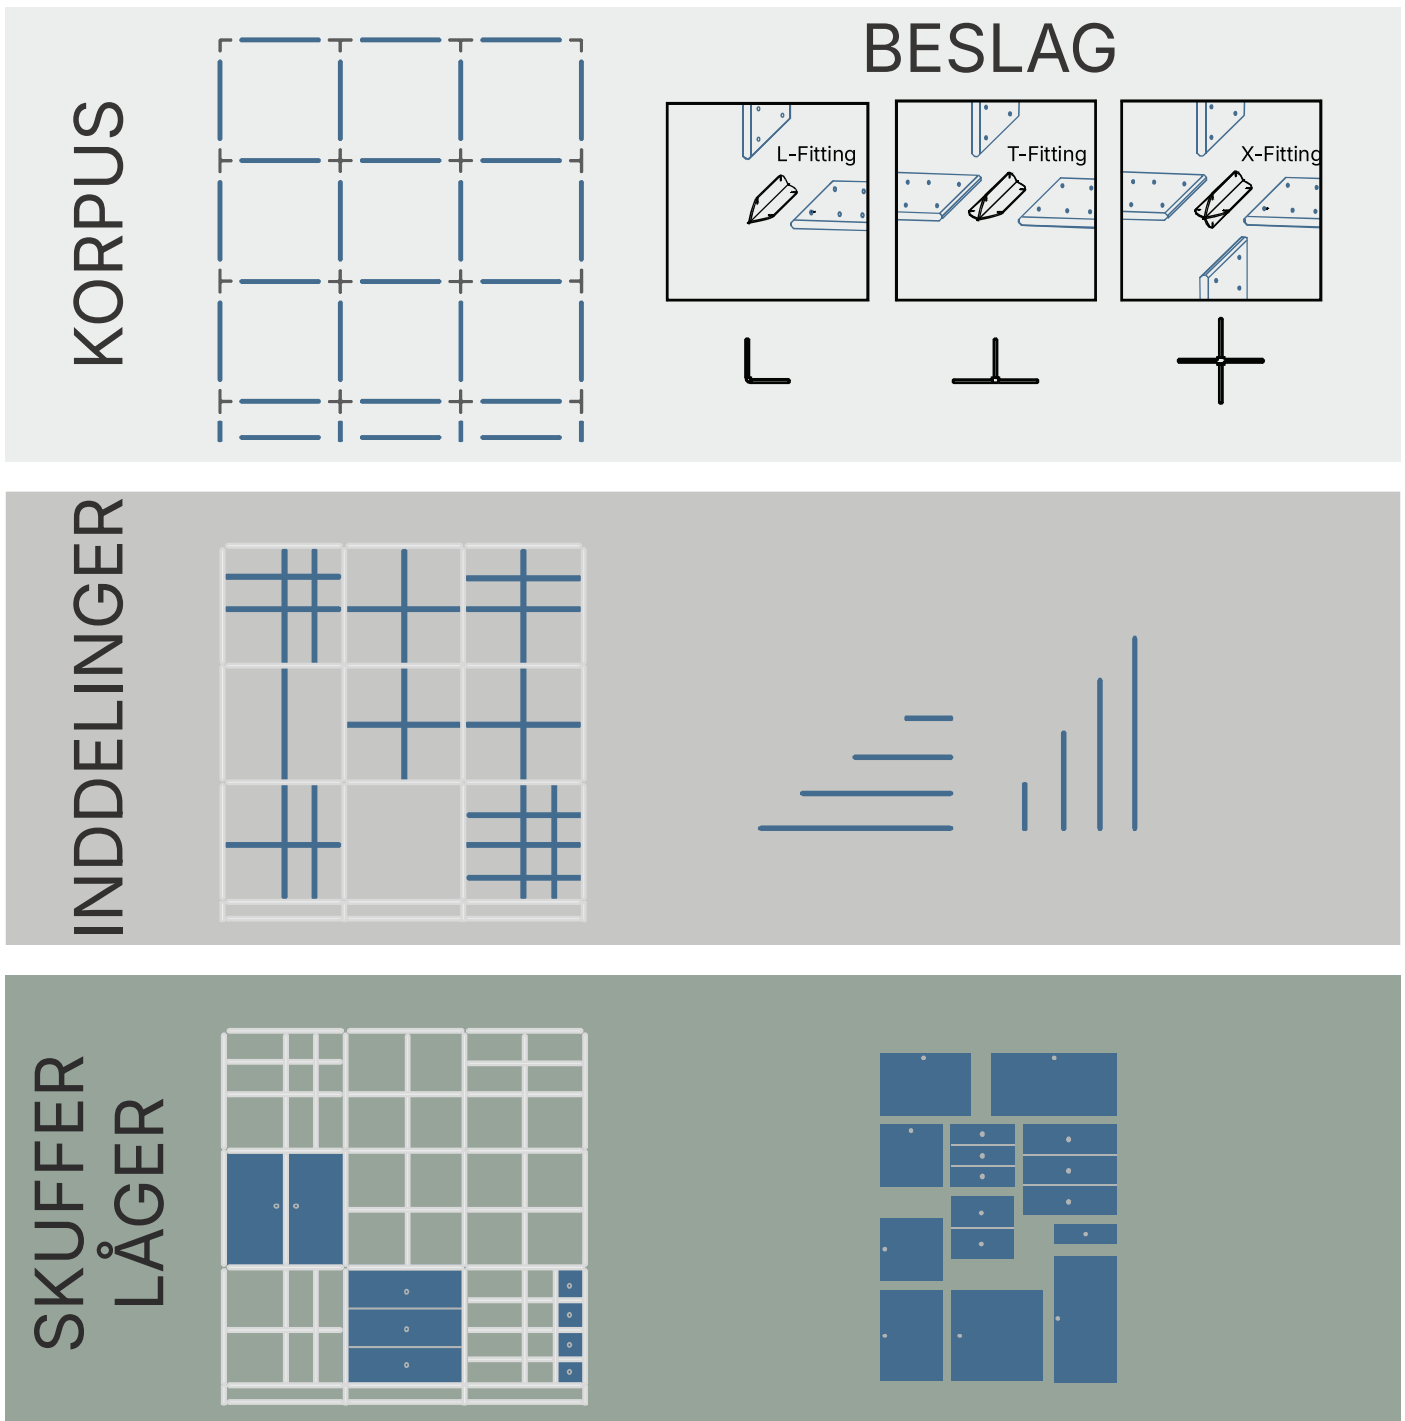 KORPUS
BESLAG
L-Fitting
T-Fitting
X-Fitting
INDDELINGER
SKUFFER
LÅGER